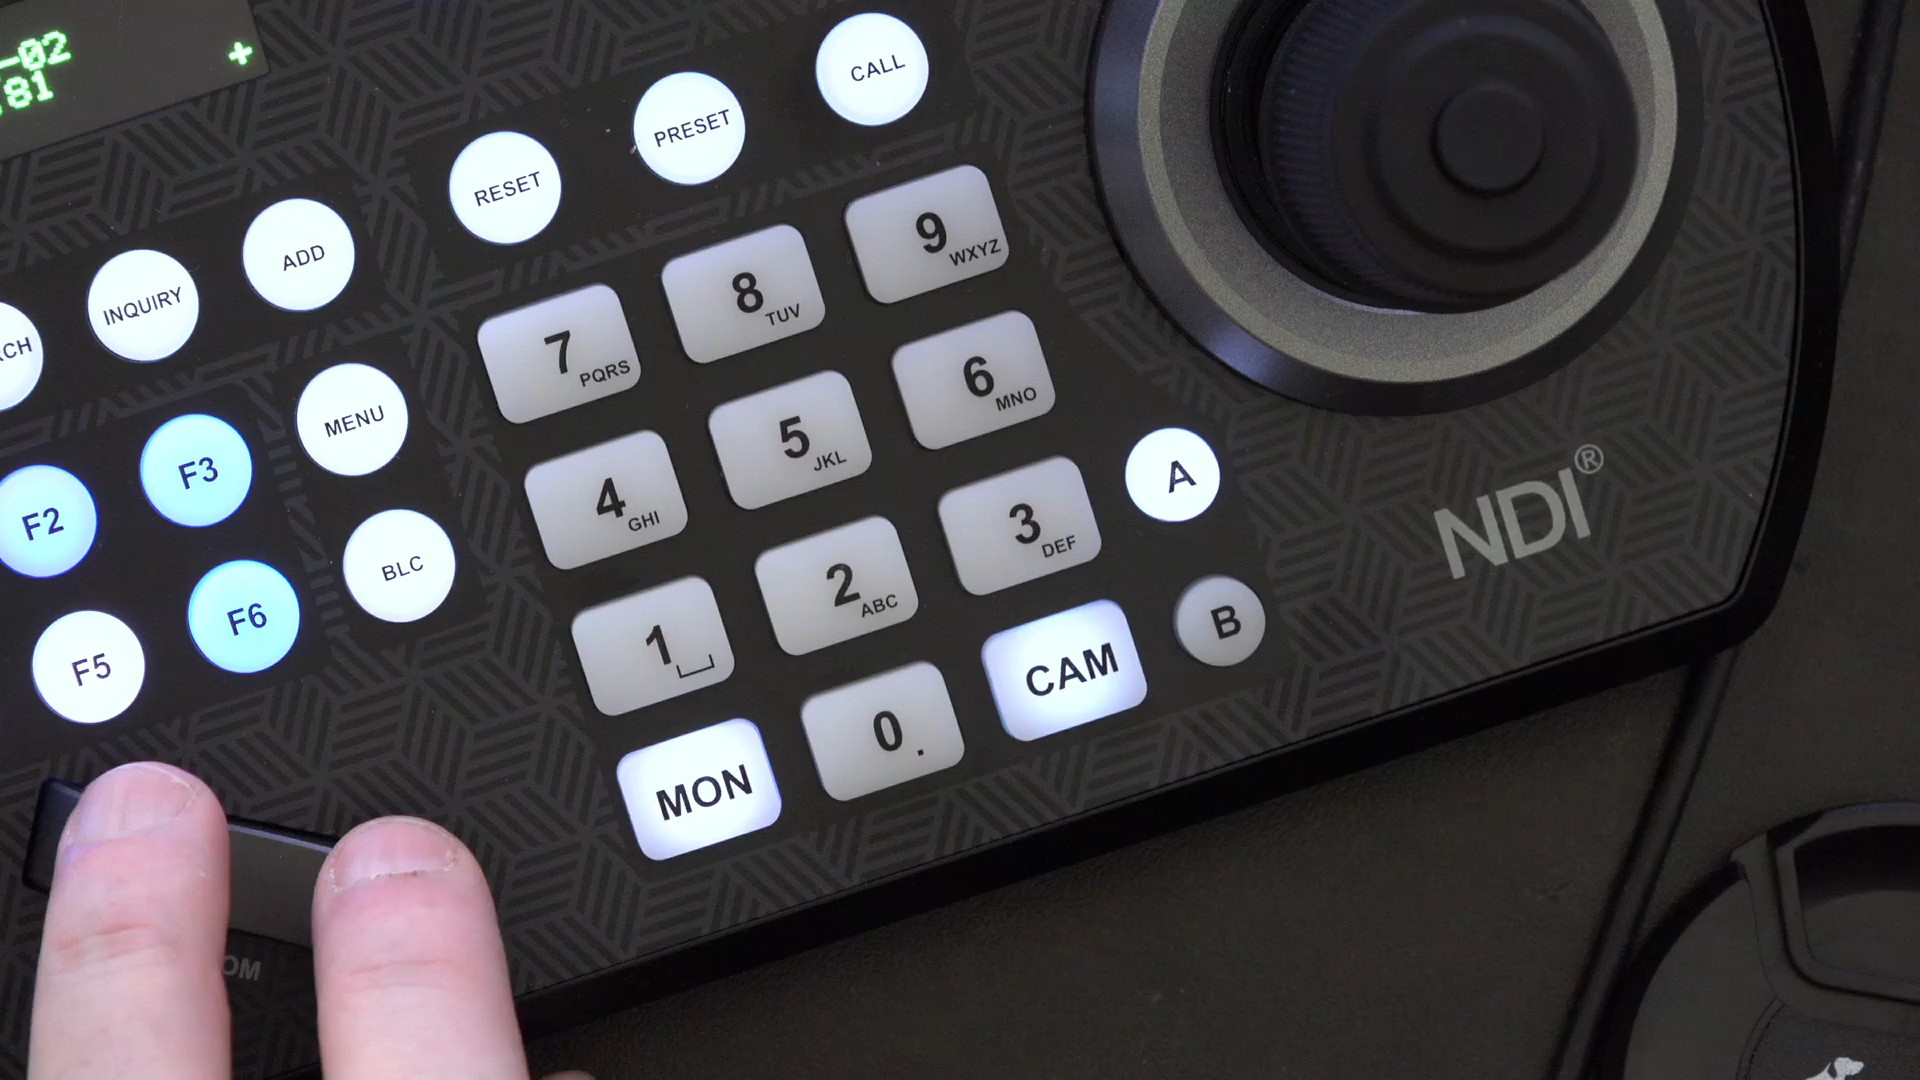 -02
/81
+
CALL
PRESET
RESET
ADD
INQUIRY
CH
9 WXYZ
8 TUV
7 PQRS
MENU
F3
F2
6 MNO
5 JKL
4 GHI
BLC
F6
F5
3 DEF
2 ABC
1
A
B
CAM
0 .
MON
NDI®
OM